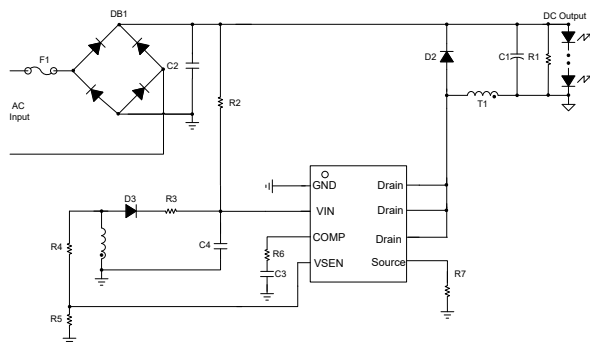 DB1
DC Output
F1
C2
D2
C1
R1
R2
T1
AC
Input
GND
Drain
D3
R3
VIN
Drain
R4
C4
COMP
Drain
R6
C3
VSEN
Source
R7
R5